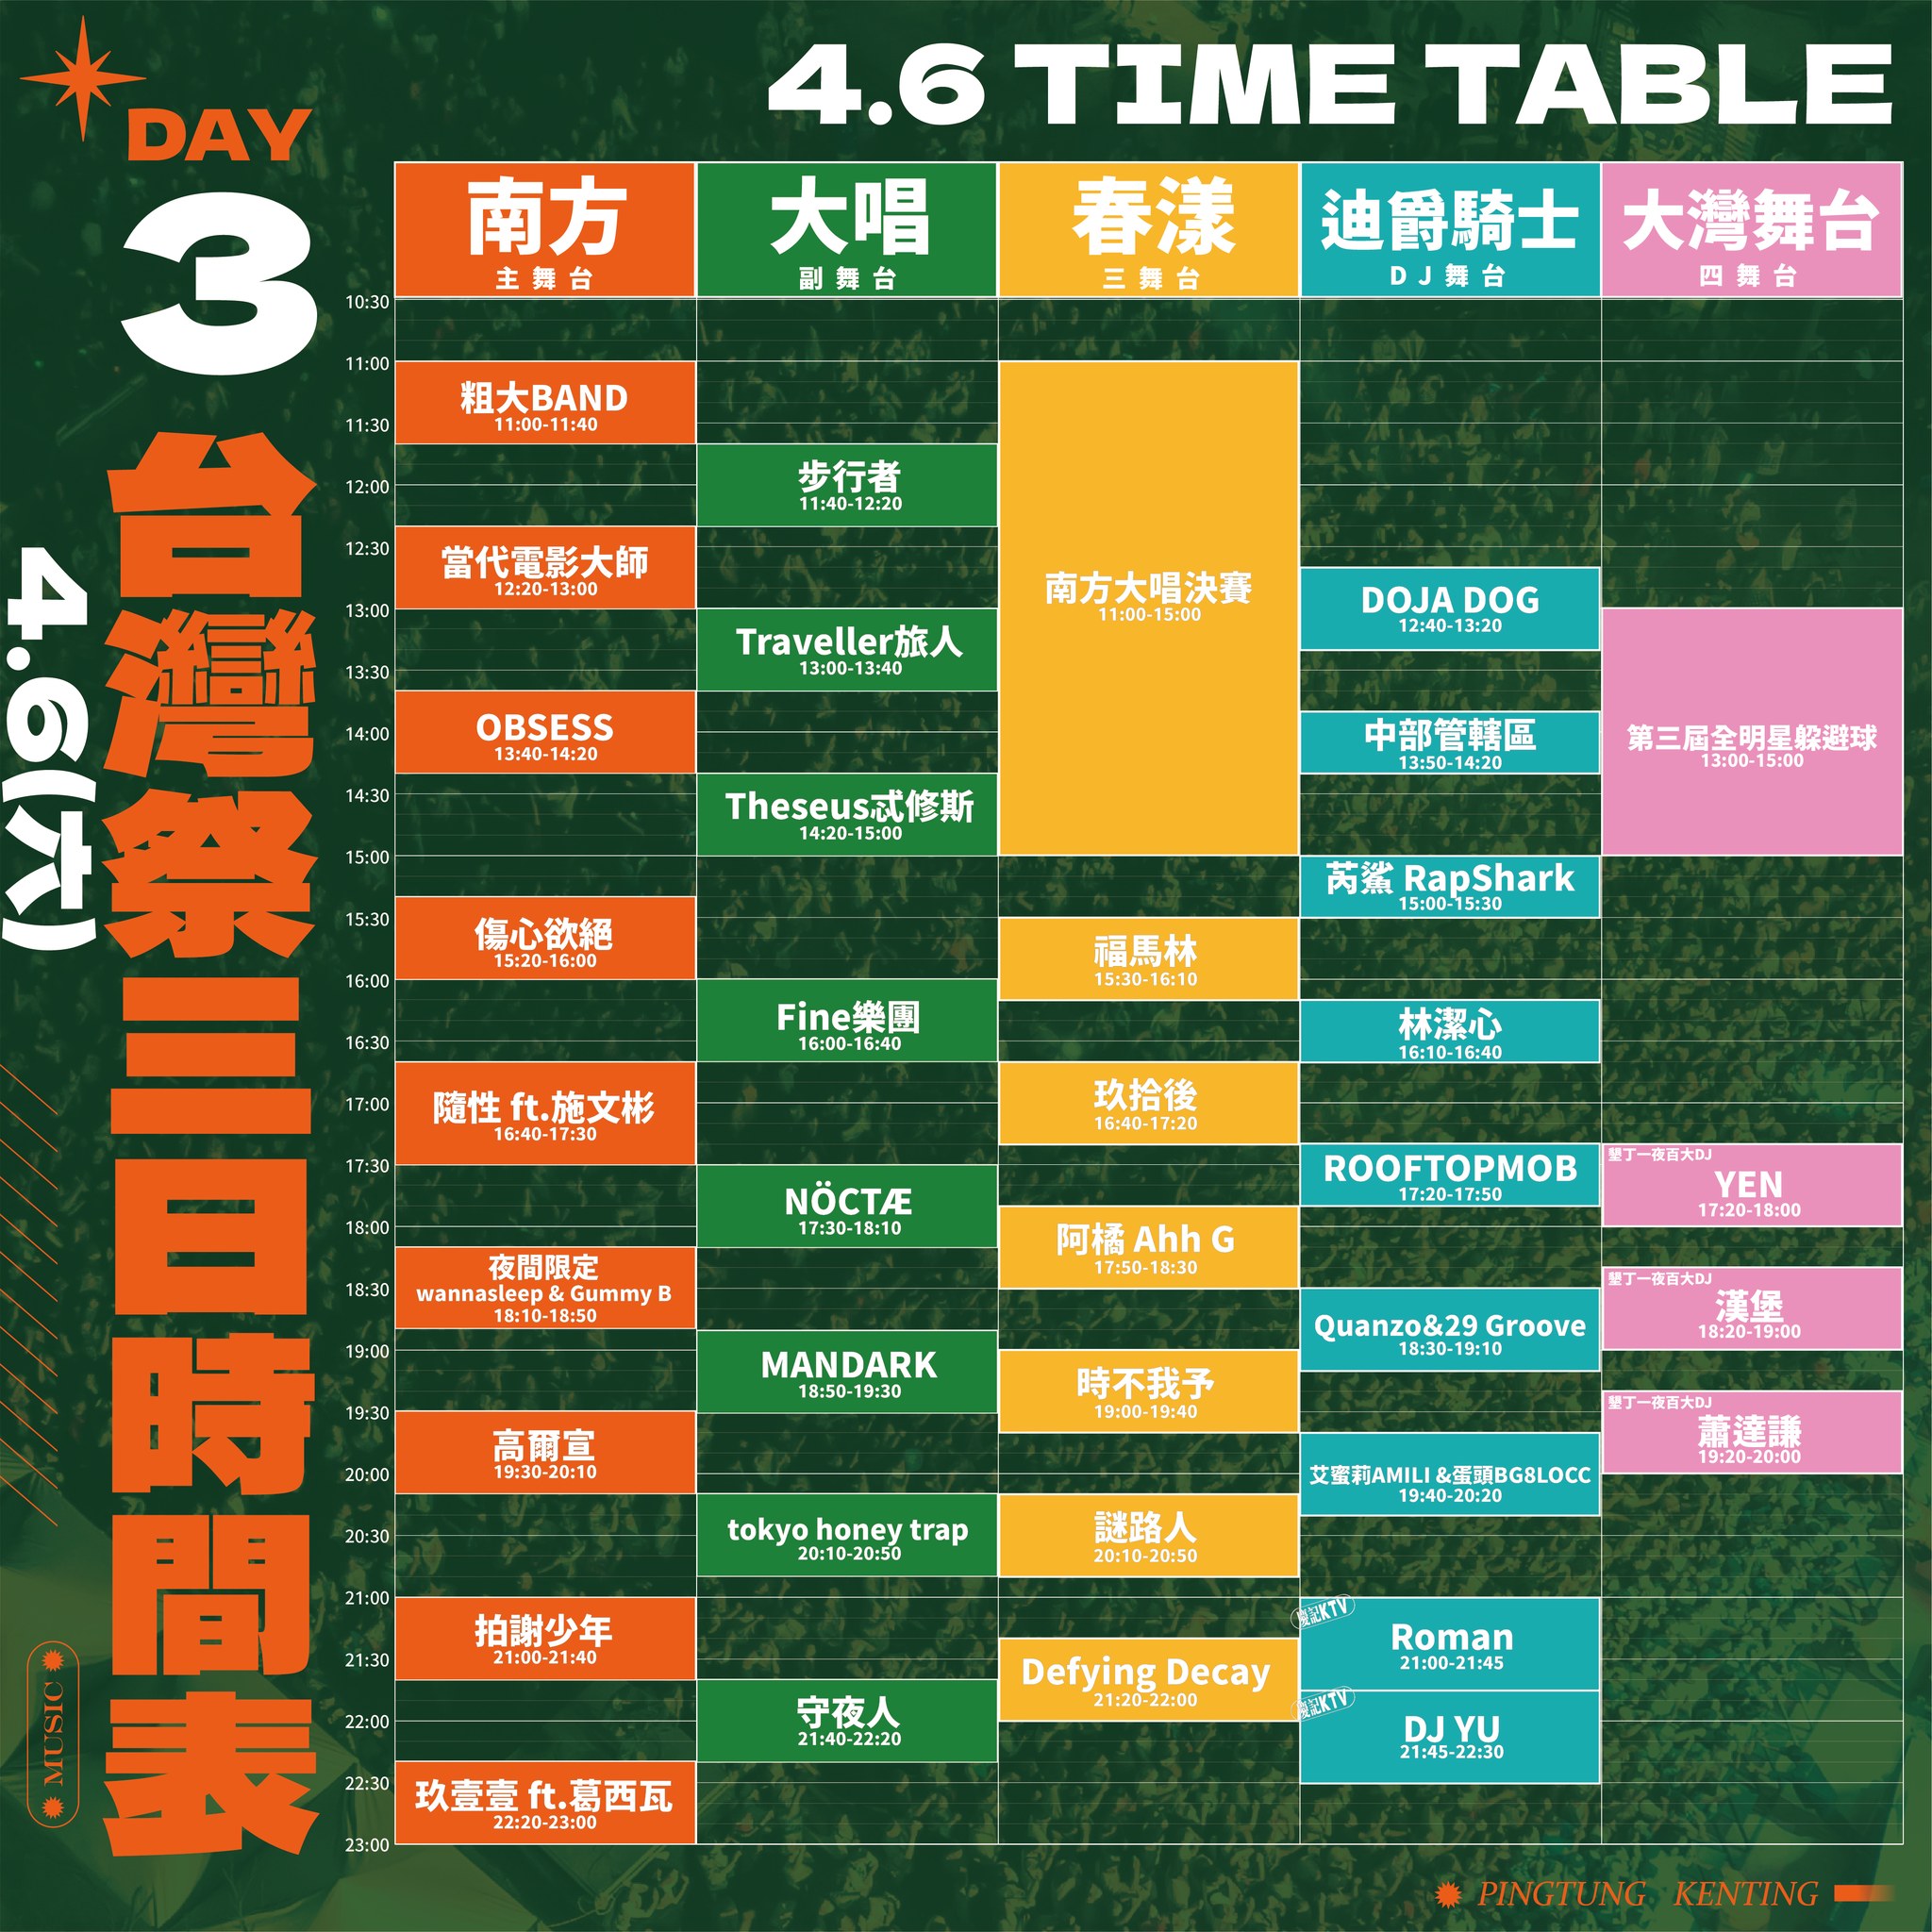 4.6 TIME TABLE
DAY
3
台灣祭三日時間表
4.6(六)
MUSIC
南方
主舞台
大唱
副舞台
春漾
三舞台
迪爵騎士
DJ舞台
大灣舞台
四舞台
10:30
11:00
11:30
12:00
12:30
13:00
13:30
14:00
14:30
15:00
15:30
16:00
16:30
17:00
17:30
18:00
18:30
19:00
19:30
20:00
20:30
21:00
21:30
22:00
22:30
23:00
粗大BAND
11:00-11:40
當代電影大師
12:20-13:00
OBSESS
13:40-14:20
傷心欲絕
15:20-16:00
隨性 ft.施文彬
16:40-17:30
夜間限定
wannasleep & Gummy B
18:10-18:50
高爾宣
19:30-20:10
拍謝少年
21:00-21:40
玖壹壹 ft.葛西瓦
22:20-23:00
步行者
11:40-12:20
Traveller旅人
13:00-13:40
Theseus忒修斯
14:20-15:00
Fine樂團
16:00-16:40
NÖCTÆ
17:30-18:10
MANDARK
18:50-19:30
tokyo honey trap
20:10-20:50
守夜人
21:40-22:20
南方大唱決賽
11:00-15:00
福馬林
15:30-16:10
玖拾後
16:40-17:20
阿橘 Ahh G
17:50-18:30
時不我予
19:00-19:40
謎路人
20:10-20:50
Defying Decay
21:20-22:00
DOJA DOG
12:40-13:20
中部管轄區
13:50-14:20
芮鯊 RapShark
15:00-15:30
林潔心
16:10-16:40
ROOFTOPMOB
17:20-17:50
Quanzo&29 Groove
18:30-19:10
艾蜜莉AMILI &蛋頭BG8LOCC
19:40-20:20
慶記KTV
Roman
21:00-21:45
慶記KTV
DJ YU
21:45-22:30
第三屆全明星躲避球
13:00-15:00
墾丁一夜百大DJ
YEN
17:20-18:00
墾丁一夜百大DJ
漢堡
18:20-19:00
墾丁一夜百大DJ
蕭達謙
19:20-20:00
PINGTUNG KENTING